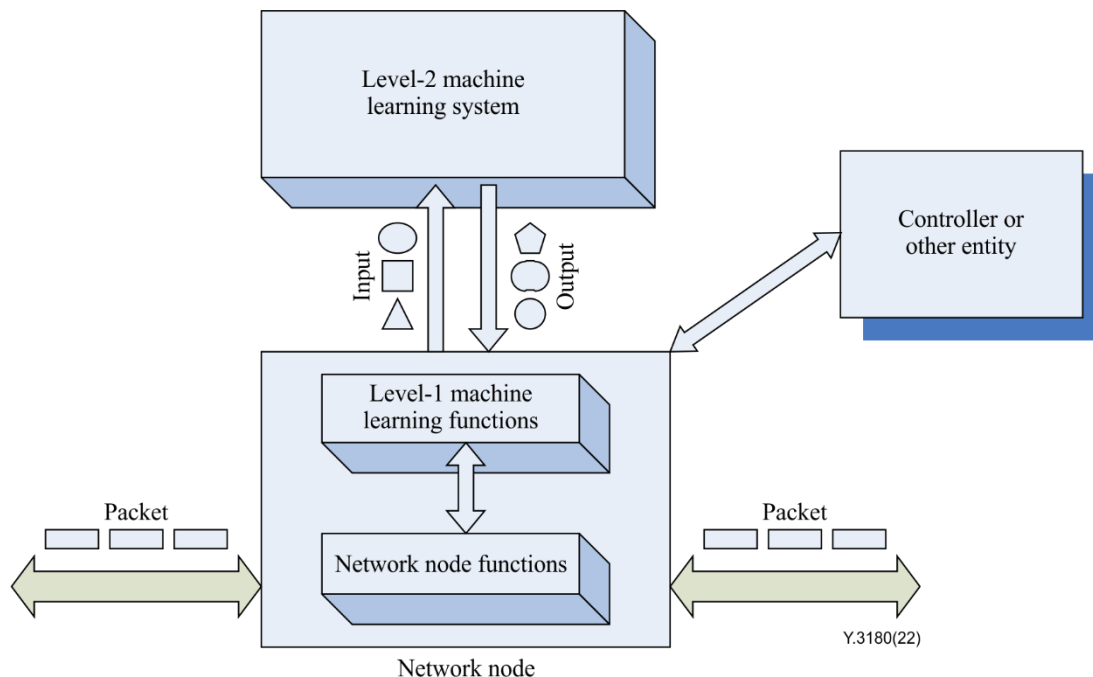 Level-2 machine
learning system
Controller or
other entity
Input
Output
Level-1 machine
learning functions
Packet
Packet
Network node functions
Y.3180(22)
Network node